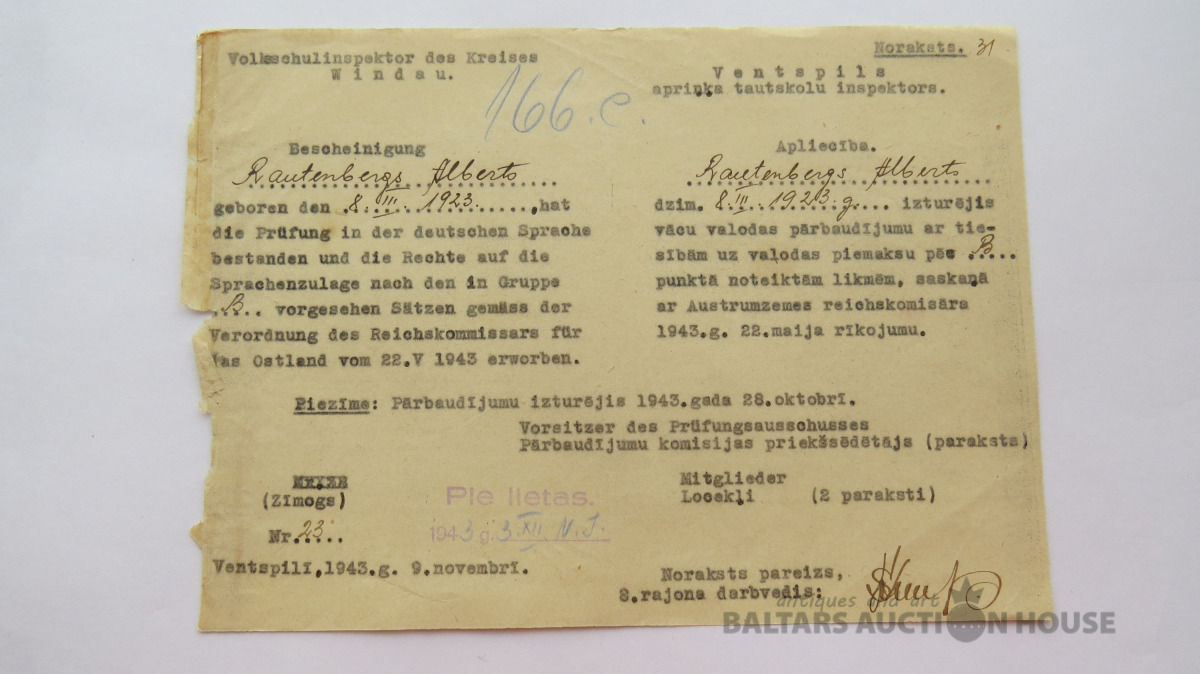 Noraksts. 31
Volksschulinspektor des Kreises
Windau.
Ventspils
apriņķa tautskolu inspektors.
166.c.
Bescheinigung
Rautenbergs Alberts
geboren den 8. III. 1923. , hat
die Prüfung in der deutschen Sprache
bestanden und die Rechte auf die
Sprachenzulage nach den in Gruppe
..B.. vorgesehen Sätzen gemäss der
Verordnung des Reichskommissars für
das Ostland vom 22.V 1943 erworben.
Apliecība.
Rautenbergs Alberts
dzim. 8. III. 1923. g. izturējis
vācu valodas pārbaudījumu ar tie-
sībām uz valodas piemaksu pēc B
punktā noteiktām likmēm, saskaņā
ar Austrumzemes reichskomisāra
1943.g. 22.maija rīkojumu.
Piezīme: Pārbaudījumu izturējis 1943.gada 28.oktobrī.
Vorsitzer des Prüfungsausschusses
Pārbaudījumu komisijas priekšsēdētājs (paraksts)
(Zīmogs)
Nr. 23
Pie lietas.
1943 g. 3. XII. N. J.
Mitglieder
Locekļi (2 paraksti)
Ventspilī, 1943.g. 9.novembrī.
Noraksts pareizs,
8.rajona darbvedis:
antiques and art
BALTARS AUCTION HOUSE